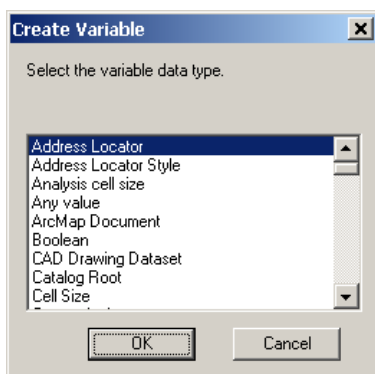 Create Variable
Select the variable data type.
Address Locator
Address Locator Style
Analysis cell size
Any value
ArcMap Document
Boolean
CAD Drawing Dataset
Catalog Root
Cell Size
OK
Cancel